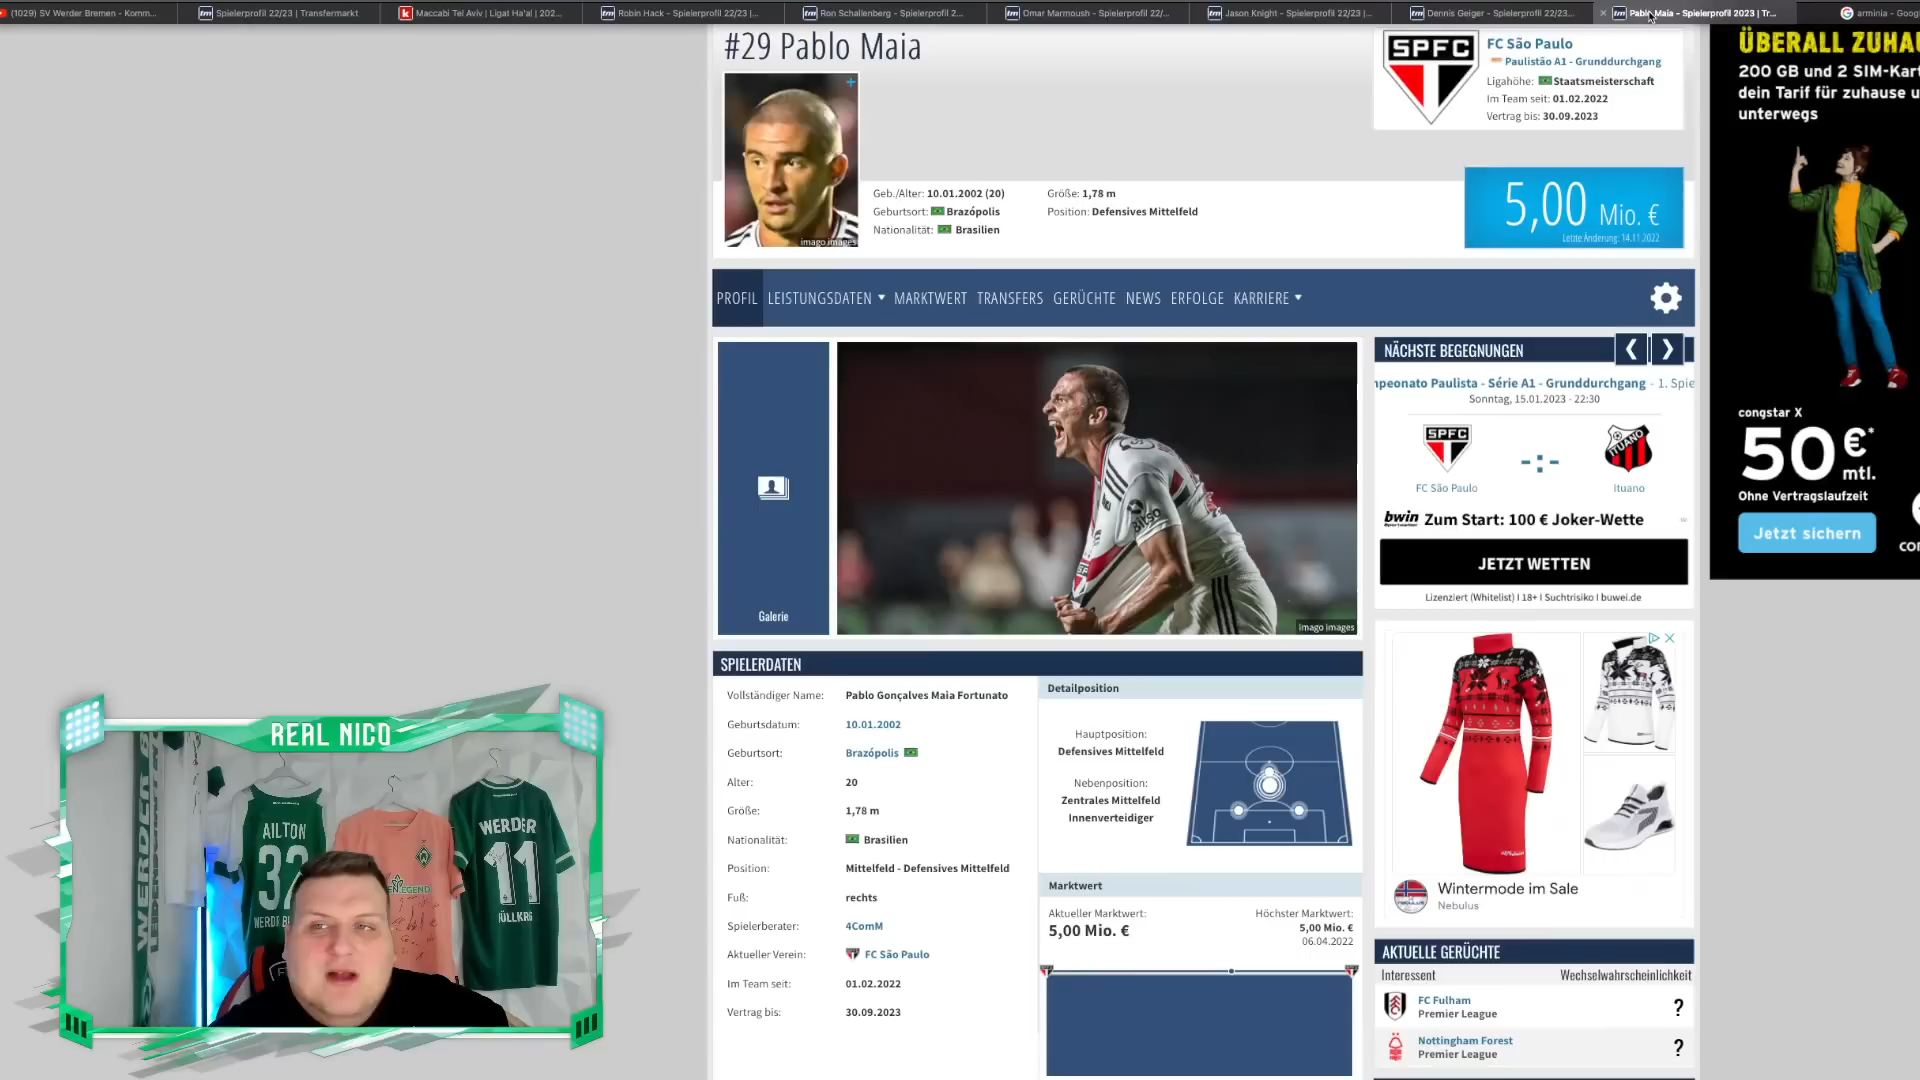 (1029) SV Werder Bremen - Komm...
Spielerprofil 22/23 | Transfermarkt
Maccabi Tel Aviv | Ligat Ha'al | 202...
Robin Hack - Spielerprofil 22/23 |...
Ron Schallenberg - Spielerprofil 2...
Omar Marmoush - Spielerprofil 22/...
Jason Knight - Spielerprofil 22/23 |...
Dennis Geiger - Spielerprofil 22/23...
Pablo Maia - Spielerprofil 2023 | Tr...
arminia - Goog
#29 Pablo Maia
imago images
Geb./Alter: 10.01.2002 (20)
Geburtsort: Brazópolis
Nationalität: Brasilien
Größe: 1,78 m
Position: Defensives Mittelfeld
SPFC
FC São Paulo
Paulistão A1 - Grunddurchgang
Ligahöhe: Staatsmeisterschaft
Im Team seit: 01.02.2022
Vertrag bis: 30.09.2023
5,00 Mio. €
Letzte Änderung: 14.11.2022
ÜBERALL ZUHAU
200 GB und 2 SIM-Kart
dein Tarif für zuhause u
unterwegs
congstar X
50 €*
mtl.
Ohne Vertragslaufzeit
Jetzt sichern
con
PROFIL
LEISTUNGSDATEN
MARKTWERT
TRANSFERS
GERÜCHTE
NEWS
ERFOLGE
KARRIERE
Galerie
imago images
NÄCHSTE BEGEGNUNGEN
mpeonato Paulista - Série A1 - Grunddurchgang - 1. Spie
Sonntag, 15.01.2023 - 22:30
SPFC
ITUANO
-:-
FC São Paulo
Ituano
bwin Zum Start: 100 € Joker-Wette
JETZT WETTEN
Lizenziert (Whitelist) I 18+ I Suchtrisiko I buwei.de
Wintermode im Sale
Nebulus
SPIELERDATEN
Vollständiger Name: Pablo Gonçalves Maia Fortunato
Geburtsdatum: 10.01.2002
Geburtsort: Brazópolis
Alter: 20
Größe: 1,78 m
Nationalität: Brasilien
Position: Mittelfeld - Defensives Mittelfeld
Fuß: rechts
Spielerberater: 4ComM
Aktueller Verein: FC São Paulo
Im Team seit: 01.02.2022
Vertrag bis: 30.09.2023
Detailposition
Hauptposition:
Defensives Mittelfeld
Nebenposition:
Zentrales Mittelfeld
Innenverteidiger
Marktwert
Aktueller Marktwert:
5,00 Mio. €
Höchster Marktwert:
5,00 Mio. €
06.04.2022
AKTUELLE GERÜCHTE
Interessent
Wechselwahrscheinlichkeit
FC Fulham
Premier League
?
Nottingham Forest
Premier League
?
REAL NICO
AILTON
32
WERDER
11
FÜLLKRUG